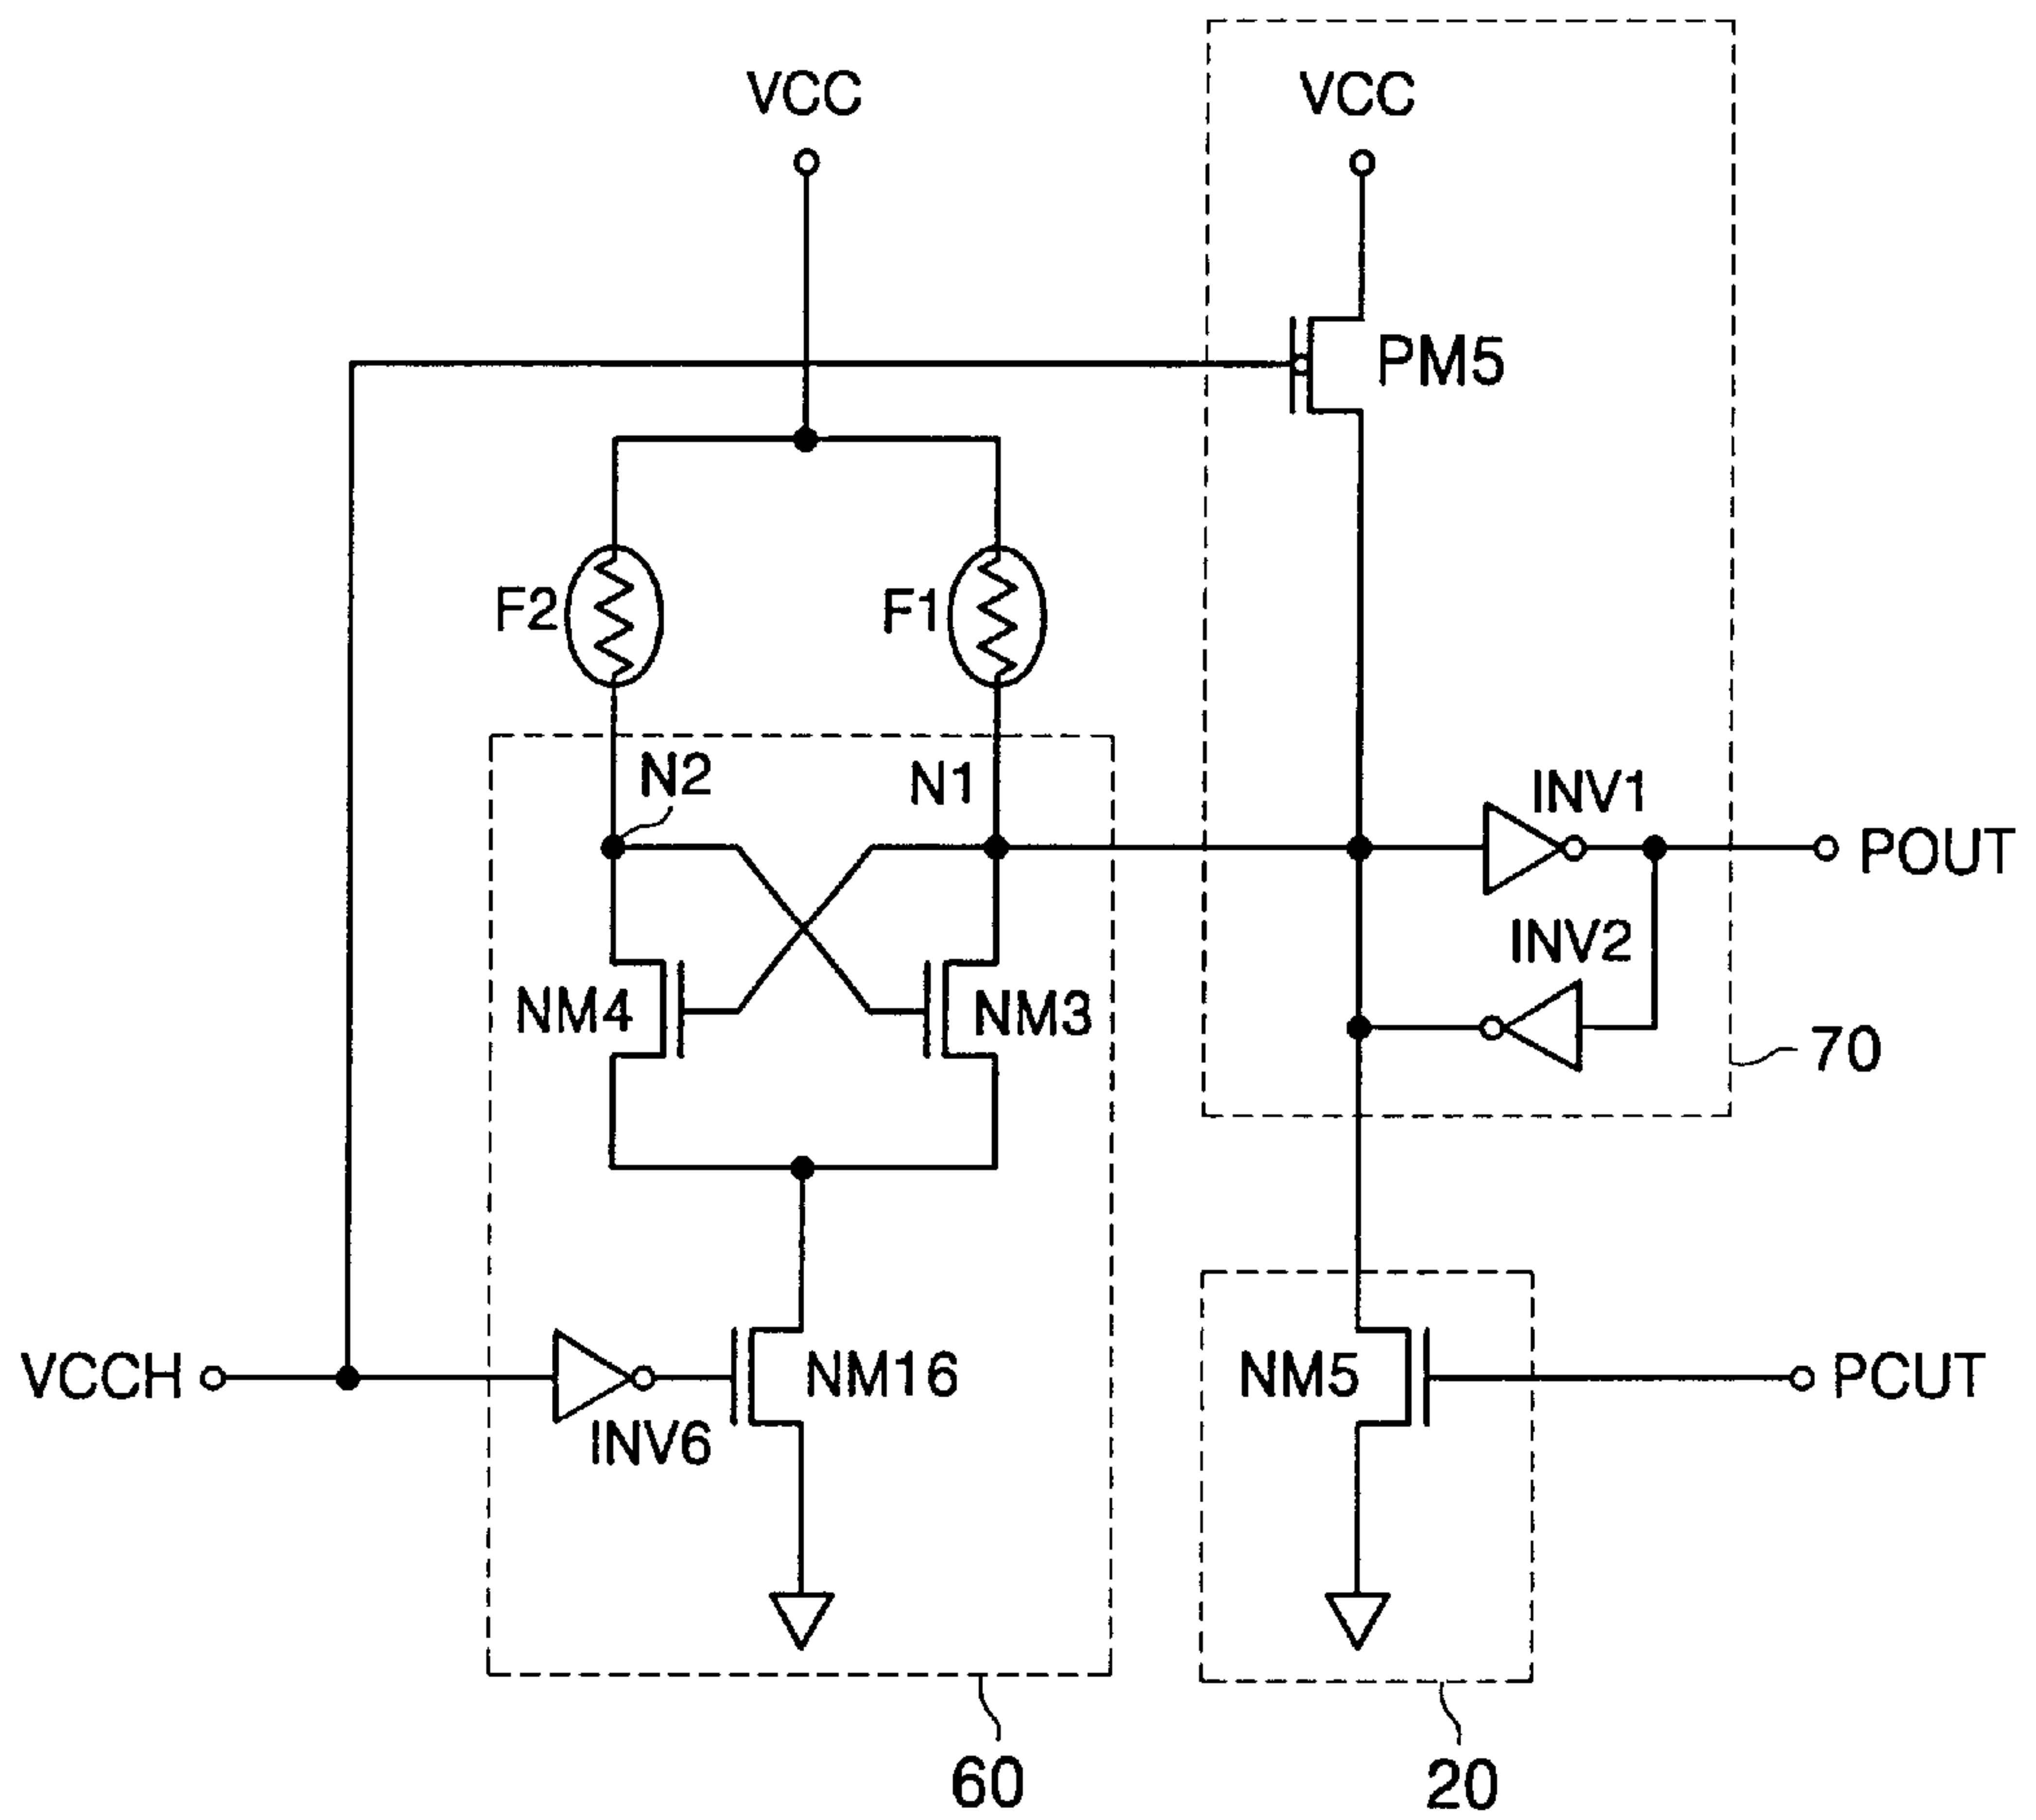 VCC
VCC
PM5
F2
F1
N2
N1
INV1
POUT
INV2
NM4
NM3
70
VCCH
NM16
NM5
PCUT
INV6
60
20